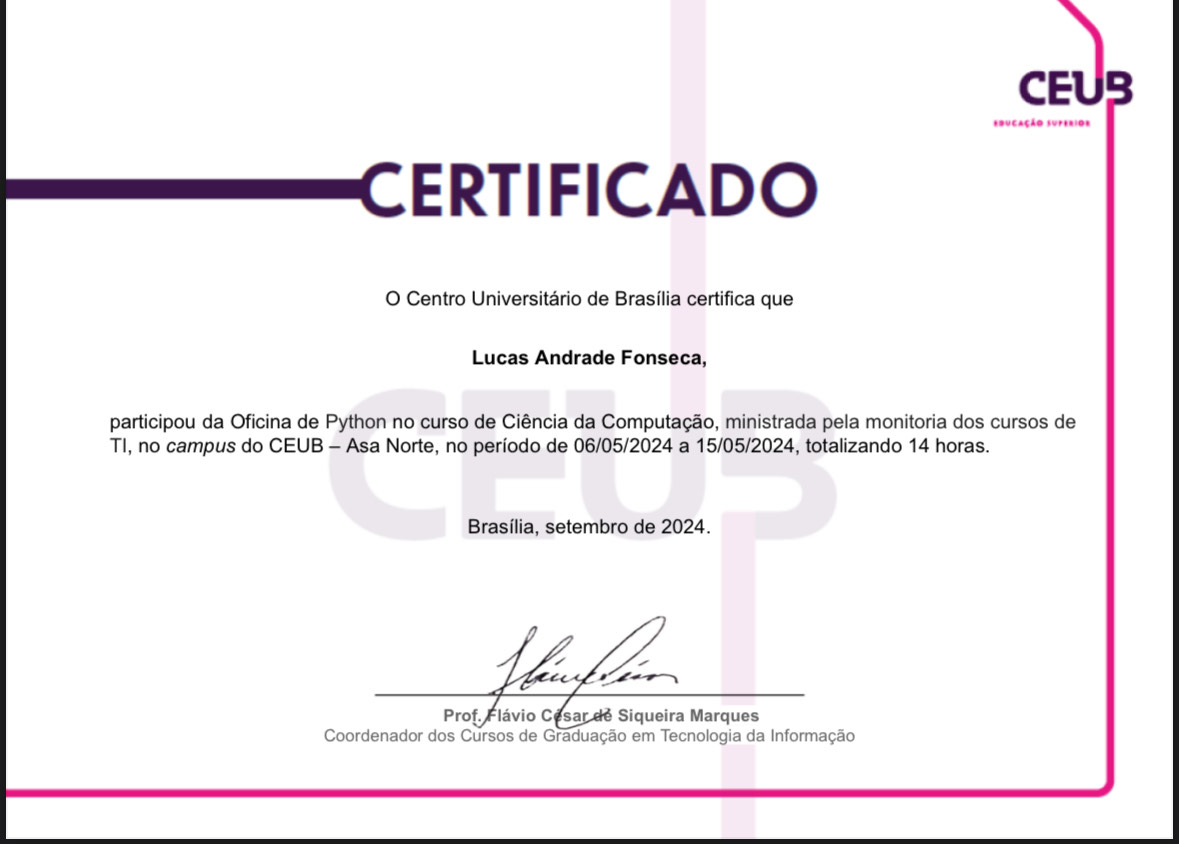 CEUB
EDUCAÇÃO SUPERIOR
CERTIFICADO
O Centro Universitário de Brasília certifica que
Lucas Andrade Fonseca,
participou da Oficina de Python no curso de Ciência da Computação, ministrada pela monitoria dos cursos de
TI, no campus do CEUB – Asa Norte, no período de 06/05/2024 a 15/05/2024, totalizando 14 horas.
CEUB
Brasília, setembro de 2024.
Prof. Flávio César de Siqueira Marques
Coordenador dos Cursos de Graduação em Tecnologia da Informação